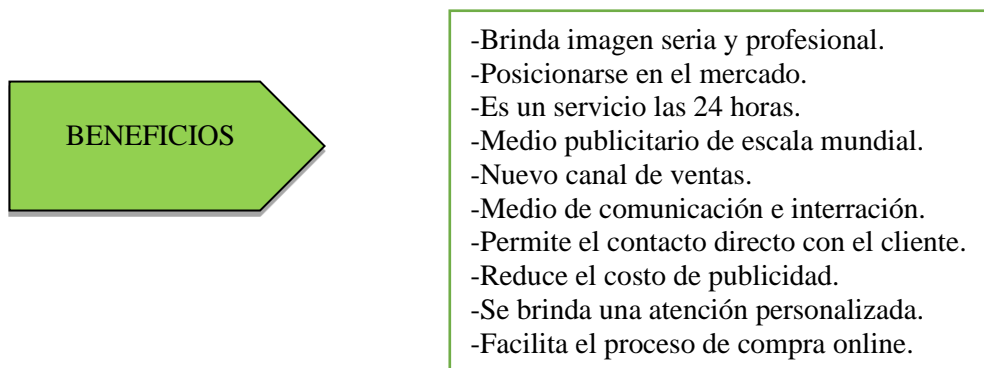 BENEFICIOS
-Brinda imagen seria y profesional.
-Posicionarse en el mercado.
-Es un servicio las 24 horas.
-Medio publicitario de escala mundial.
-Nuevo canal de ventas.
-Medio de comunicación e interración.
-Permite el contacto directo con el cliente.
-Reduce el costo de publicidad.
-Se brinda una atención personalizada.
-Facilita el proceso de compra online.